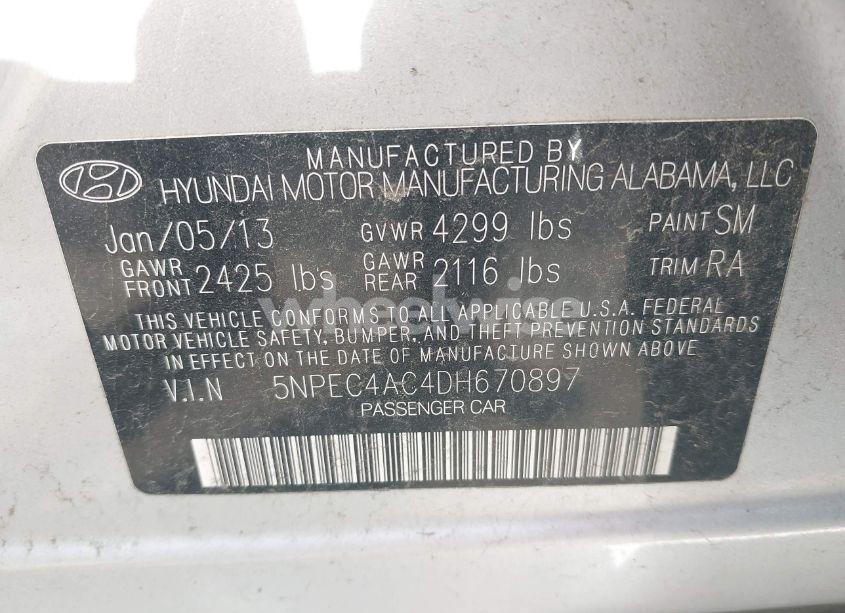 MANUFACTURED BY
HYUNDAI MOTOR MANUFACTURING ALABAMA, LLC
Jan/05/13 GVWR 4299 lbs PAINT SM
GAWR FRONT 2425 lbs GAWR REAR 2116 lbs TRIM RA
THIS VEHICLE CONFORMS TO ALL APPLICABLE U.S.A. FEDERAL
MOTOR VEHICLE SAFETY, BUMPER, AND THEFT PREVENTION STANDARDS
IN EFFECT ON THE DATE OF MANUFACTURE SHOWN ABOVE.
V.I.N 5NPEC4AC4DH670897
PASSENGER CAR